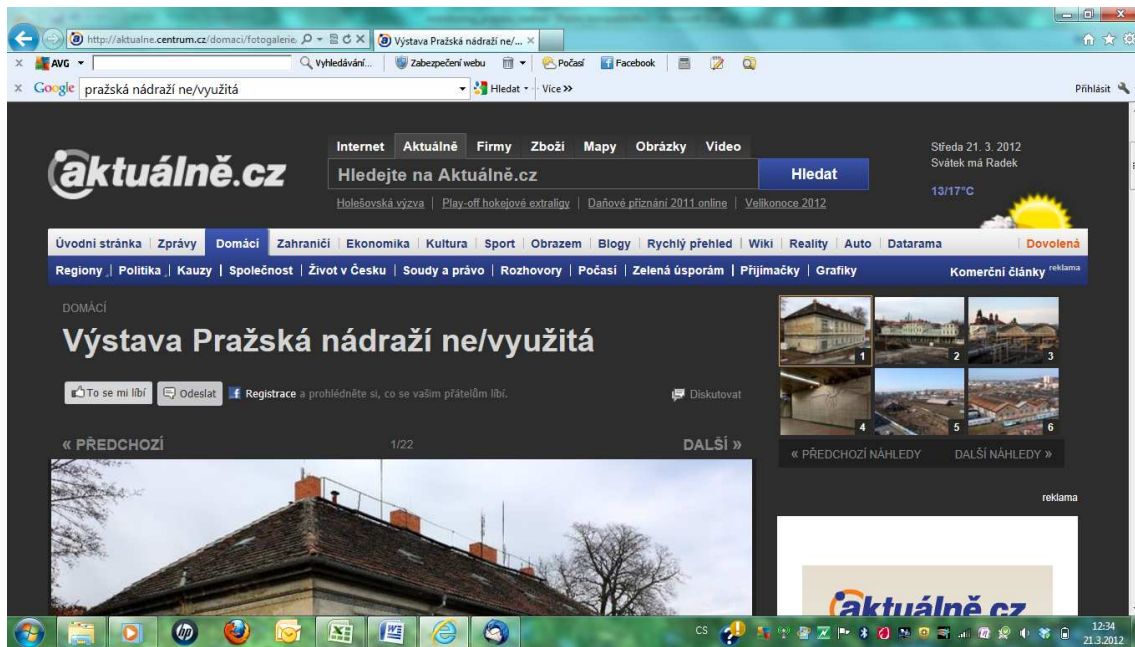 http://aktualne.centrum.cz/domaci/fotogalerie
Výstava Pražská nádraží ne/...
AVG Vyhledávání... Zabezpečení webu Počasí Facebook
Google pražská nádraží ne/využitá Hledat Více >> Přihlásit
Internet Aktuálně Firmy Zboží Mapy Obrázky Video
aktuálně.cz
Hledejte na Aktuálně.cz Hledat
Holešovská výzva | Play-off hokejové extraligy | Daňové přiznání 2011 online | Velikonoce 2012
Středa 21. 3. 2012
Svátek má Radek
13/17°C
Úvodní stránka Zprávy Domácí Zahraničí Ekonomika Kultura Sport Obrazem Blogy Rychlý přehled Wiki Reality Auto Datarama Dovolená
Regiony Politika Kauzy Společnost Život v Česku Soudy a právo Rozhovory Počasí Zelená úsporám Přijímačky Grafiky Komerční články reklama
DOMÁCÍ
Výstava Pražská nádraží ne/využitá
To se mi líbí Odeslat Registrace a prohlédněte si, co se vašim přátelům líbí. Diskutovat
« PŘEDCHOZÍ 1/22 DALŠÍ »
1 2 3
4 5 6
« PŘEDCHOZÍ NÁHLEDY DALŠÍ NÁHLEDY »
reklama
aktuálně.cz
CS 12:34
21.3.2012